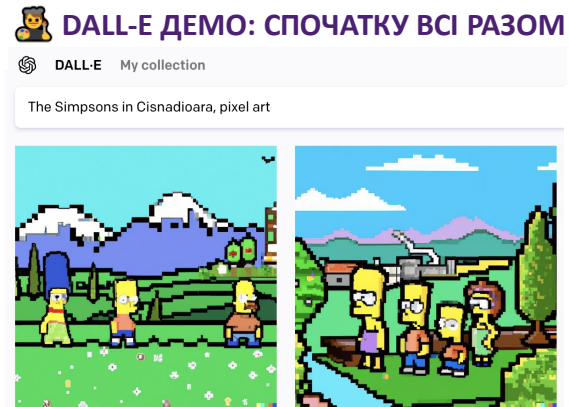 DALL-E ДЕМО: СПОЧАТКУ ВСІ РАЗОМ
DALL·E My collection
The Simpsons in Cisnadioara, pixel art